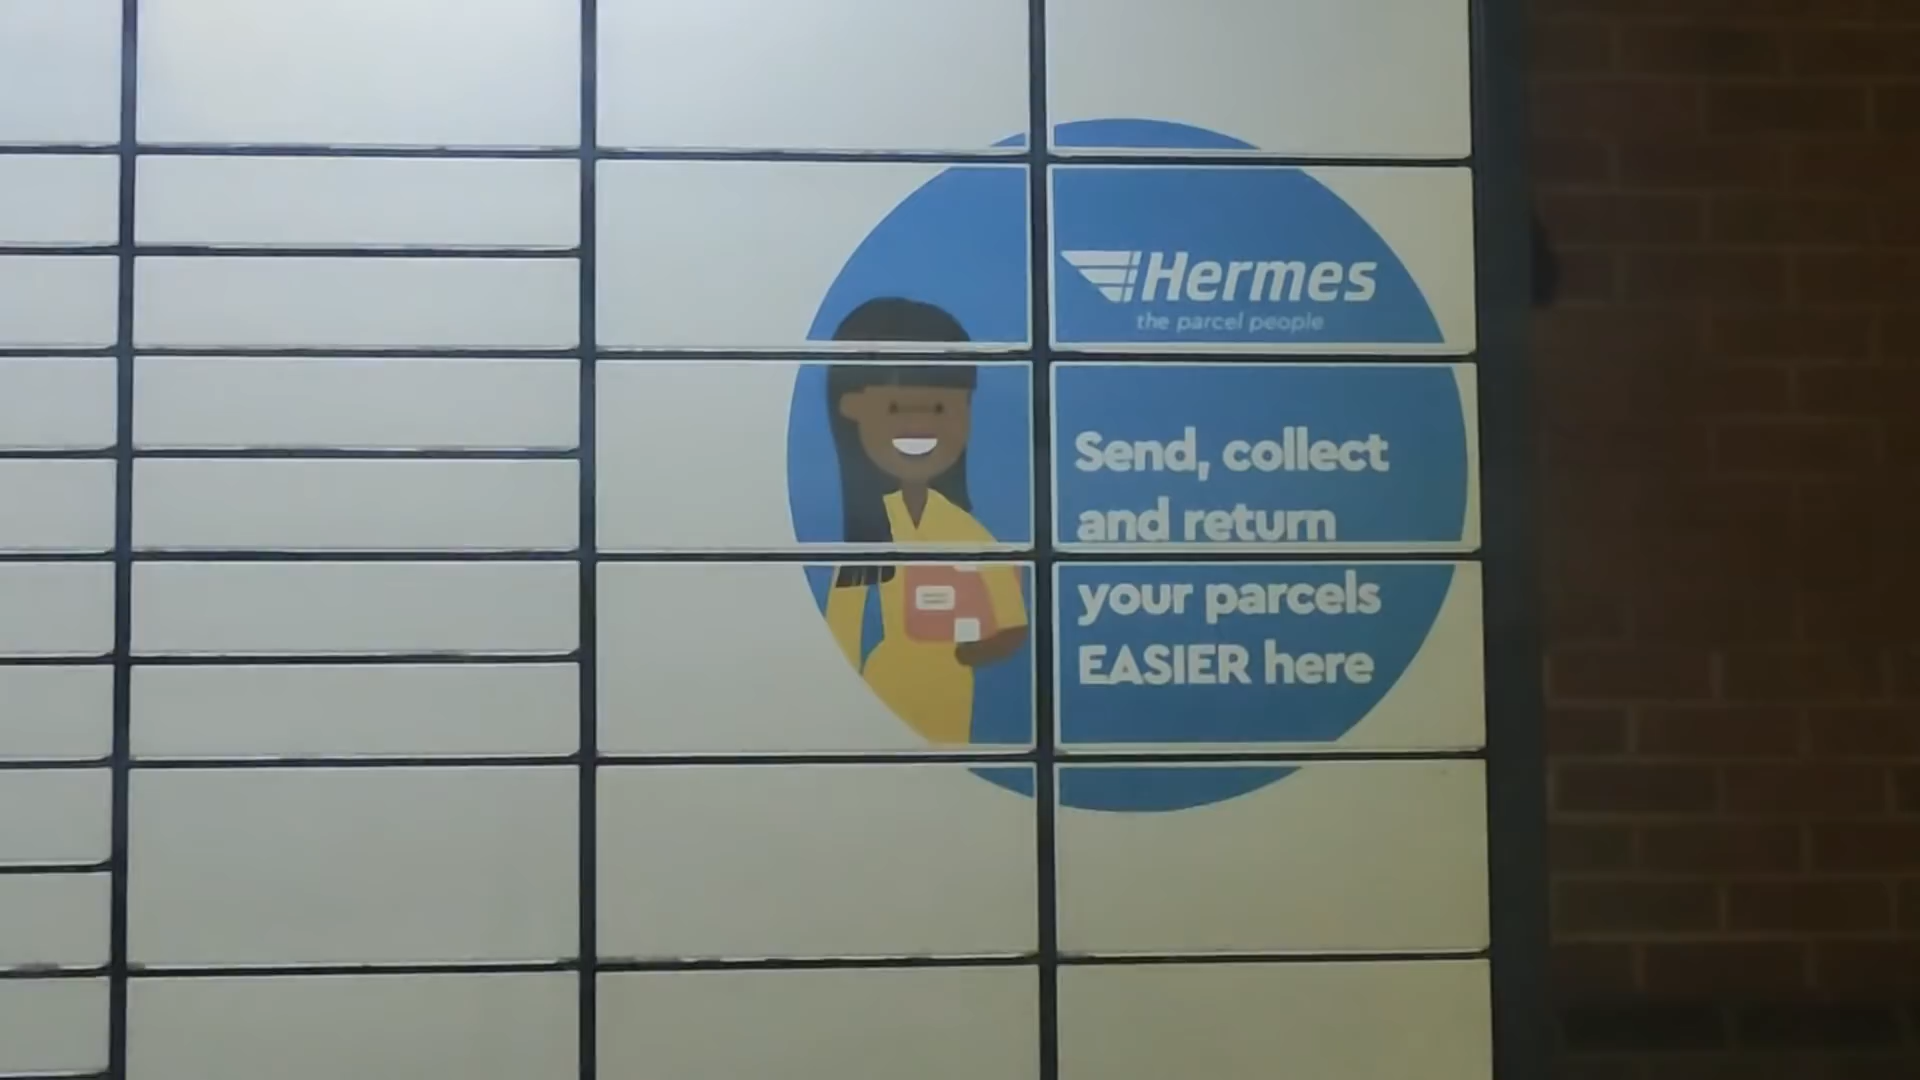 Hermes
the parcel people
Send, collect
and return
your parcels
EASIER here